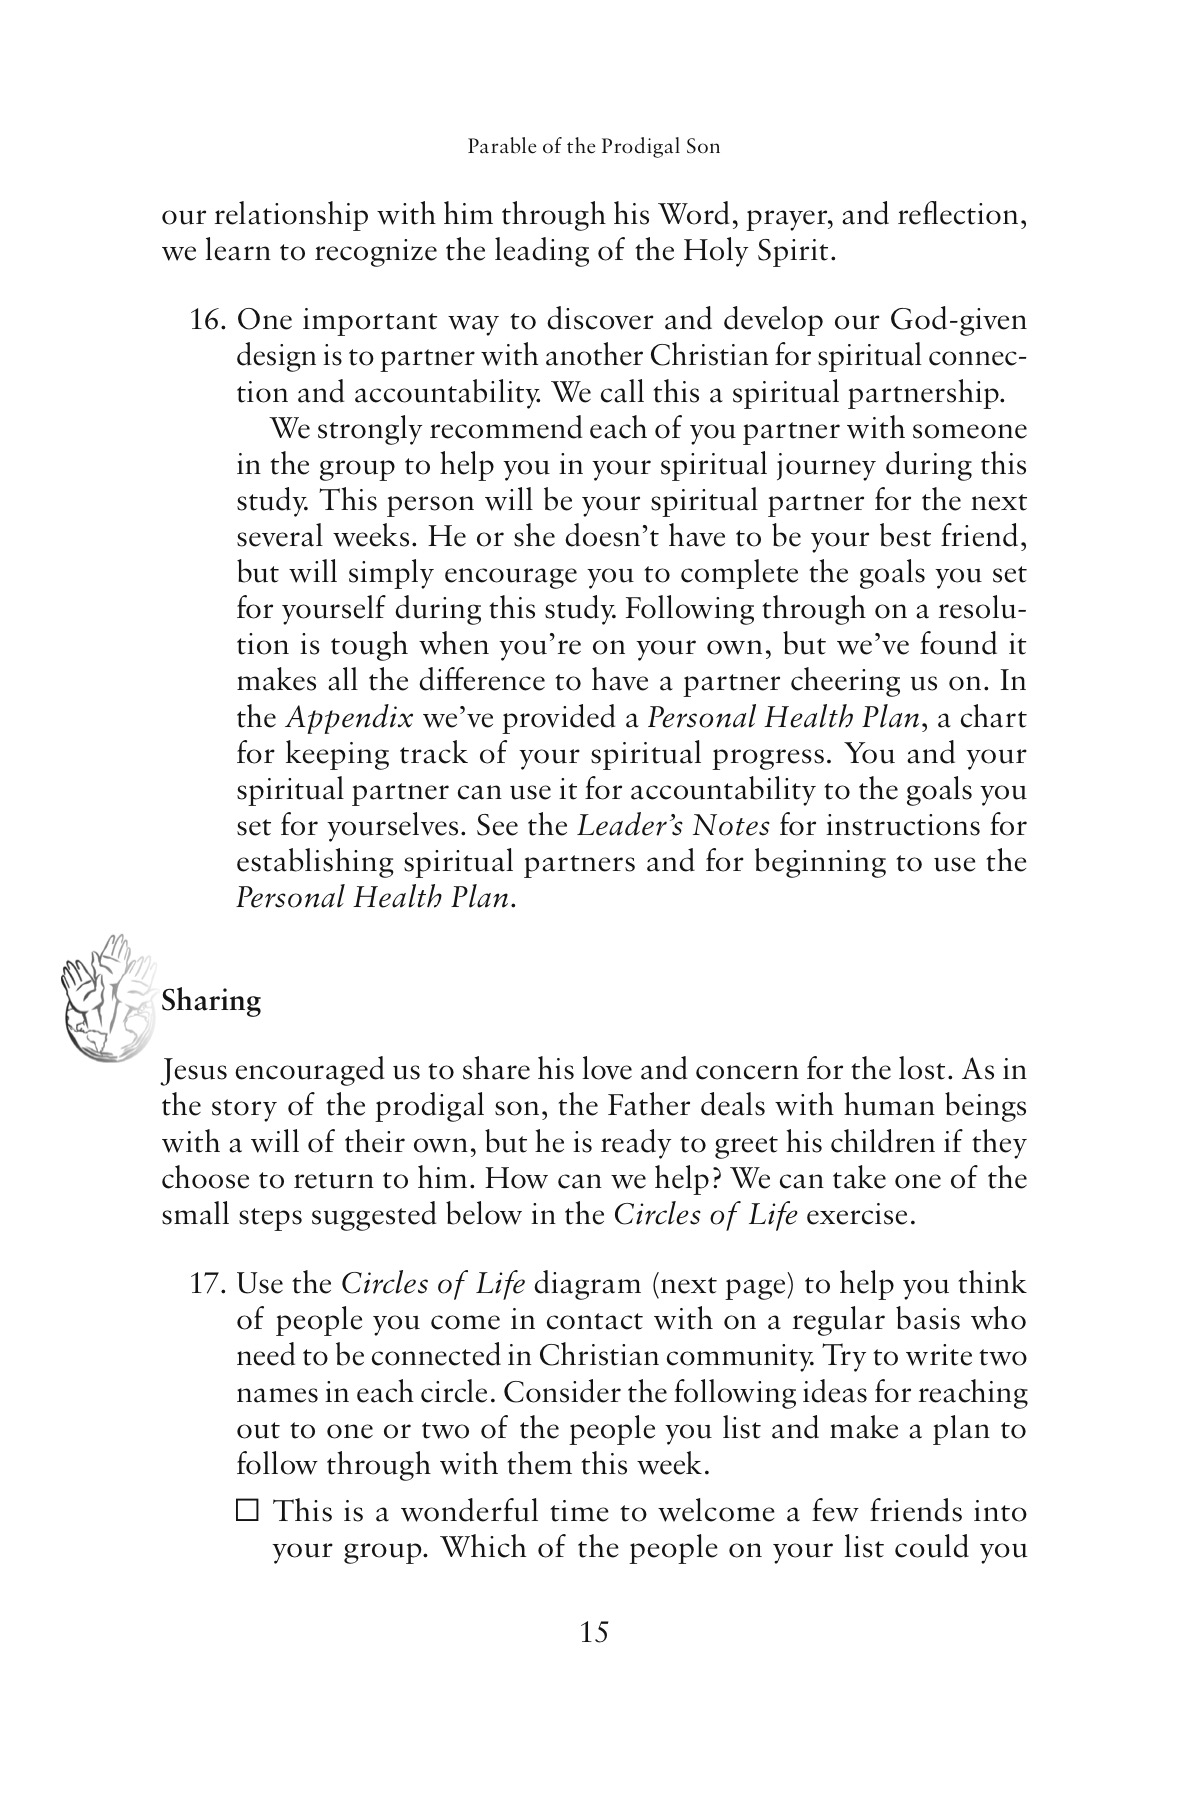 Parable of the Prodigal Son
our relationship with him through his Word, prayer, and reflection,
we learn to recognize the leading of the Holy Spirit.
16. One important way to discover and develop our God-given
design is to partner with another Christian for spiritual connec-
tion and accountability. We call this a spiritual partnership.
We strongly recommend each of you partner with someone
in the group to help you in your spiritual journey during this
study. This person will be your spiritual partner for the next
several weeks. He or she doesn’t have to be your best friend,
but will simply encourage you to complete the goals you set
for yourself during this study. Following through on a resolu-
tion is tough when you’re on your own, but we’ve found it
makes all the difference to have a partner cheering us on. In
the Appendix we’ve provided a Personal Health Plan, a chart
for keeping track of your spiritual progress. You and your
spiritual partner can use it for accountability to the goals you
set for yourselves. See the Leader’s Notes for instructions for
establishing spiritual partners and for beginning to use the
Personal Health Plan.
Sharing
Jesus encouraged us to share his love and concern for the lost. As in
the story of the prodigal son, the Father deals with human beings
with a will of their own, but he is ready to greet his children if they
choose to return to him. How can we help? We can take one of the
small steps suggested below in the Circles of Life exercise.
17. Use the Circles of Life diagram (next page) to help you think
of people you come in contact with on a regular basis who
need to be connected in Christian community. Try to write two
names in each circle. Consider the following ideas for reaching
out to one or two of the people you list and make a plan to
follow through with them this week.
☐ This is a wonderful time to welcome a few friends into
your group. Which of the people on your list could you
15